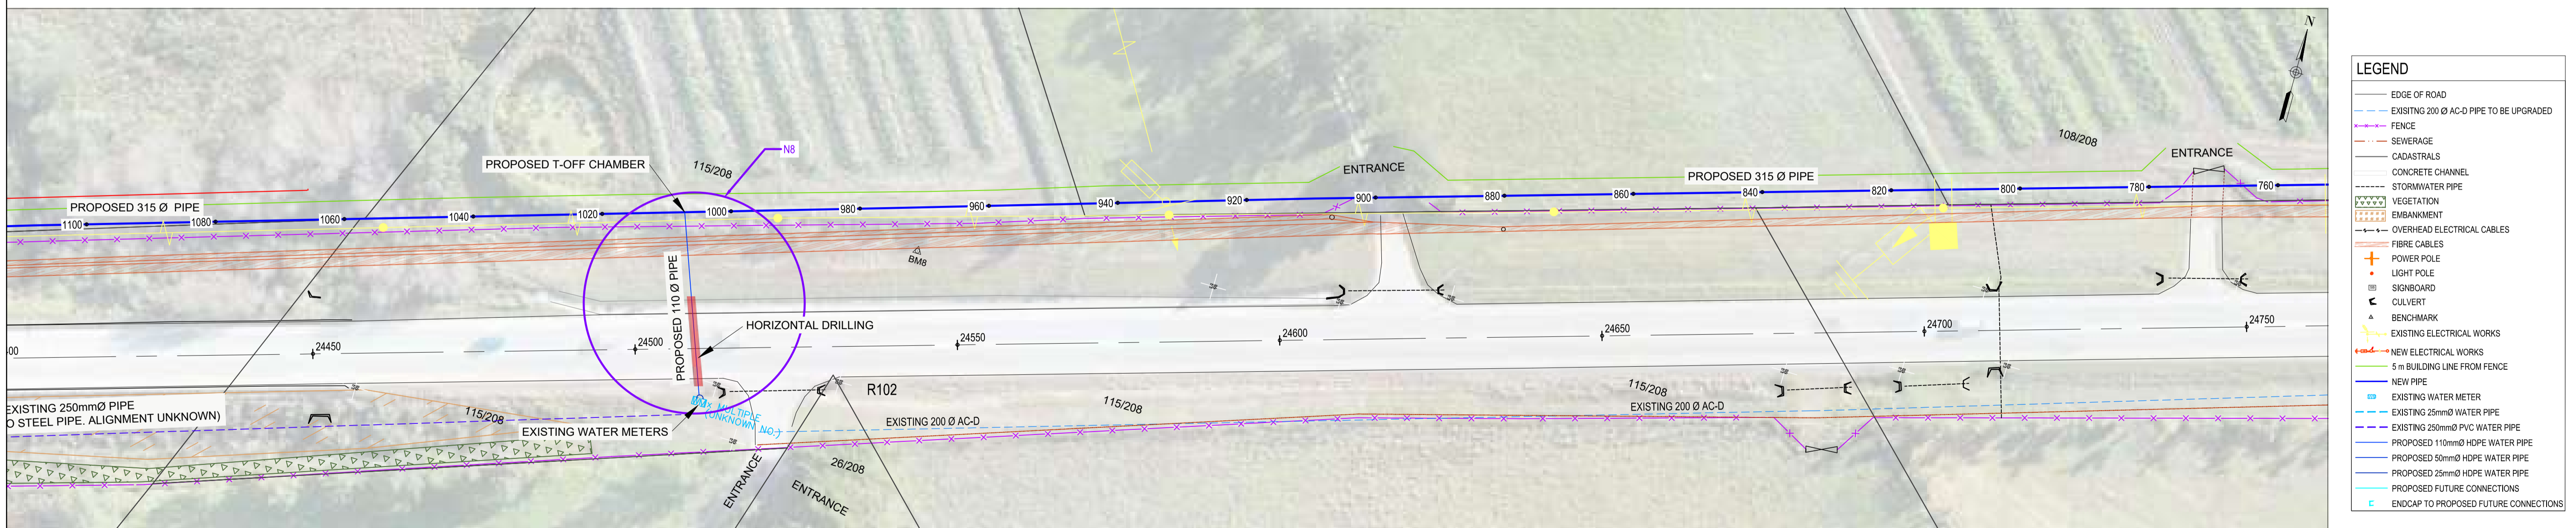 N
N8
PROPOSED T-OFF CHAMBER
115/208
ENTRANCE
108/208
ENTRANCE
PROPOSED 315 Ø PIPE
PROPOSED 315 Ø PIPE
1100
1080
1060
1040
1020
1000
980
960
940
920
900
880
860
840
820
800
780
760
BM8
PROPOSED 110 Ø PIPE
HORIZONTAL DRILLING
24450
24500
24550
24600
24650
24700
24750
R102
EXISTING 250mmØ PIPE
O STEEL PIPE. ALIGNMENT UNKNOWN)
115/208
EXISTING WATER METERS
MULTIPLE
(UNKNOWN NO.)
EXISTING 200 Ø AC-D
115/208
EXISTING 200 Ø AC-D
115/208
ENTRANCE
26/208
ENTRANCE
LEGEND
EDGE OF ROAD
EXISITNG 200 Ø AC-D PIPE TO BE UPGRADED
FENCE
SEWERAGE
CADASTRALS
CONCRETE CHANNEL
STORMWATER PIPE
VEGETATION
EMBANKMENT
OVERHEAD ELECTRICAL CABLES
FIBRE CABLES
POWER POLE
LIGHT POLE
SIGNBOARD
CULVERT
BENCHMARK
EXISTING ELECTRICAL WORKS
NEW ELECTRICAL WORKS
5 m BUILDING LINE FROM FENCE
NEW PIPE
EXISTING WATER METER
EXISTING 25mmØ WATER PIPE
EXISTING 250mmØ PVC WATER PIPE
PROPOSED 110mmØ HDPE WATER PIPE
PROPOSED 50mmØ HDPE WATER PIPE
PROPOSED 25mmØ HDPE WATER PIPE
PROPOSED FUTURE CONNECTIONS
ENDCAP TO PROPOSED FUTURE CONNECTIONS